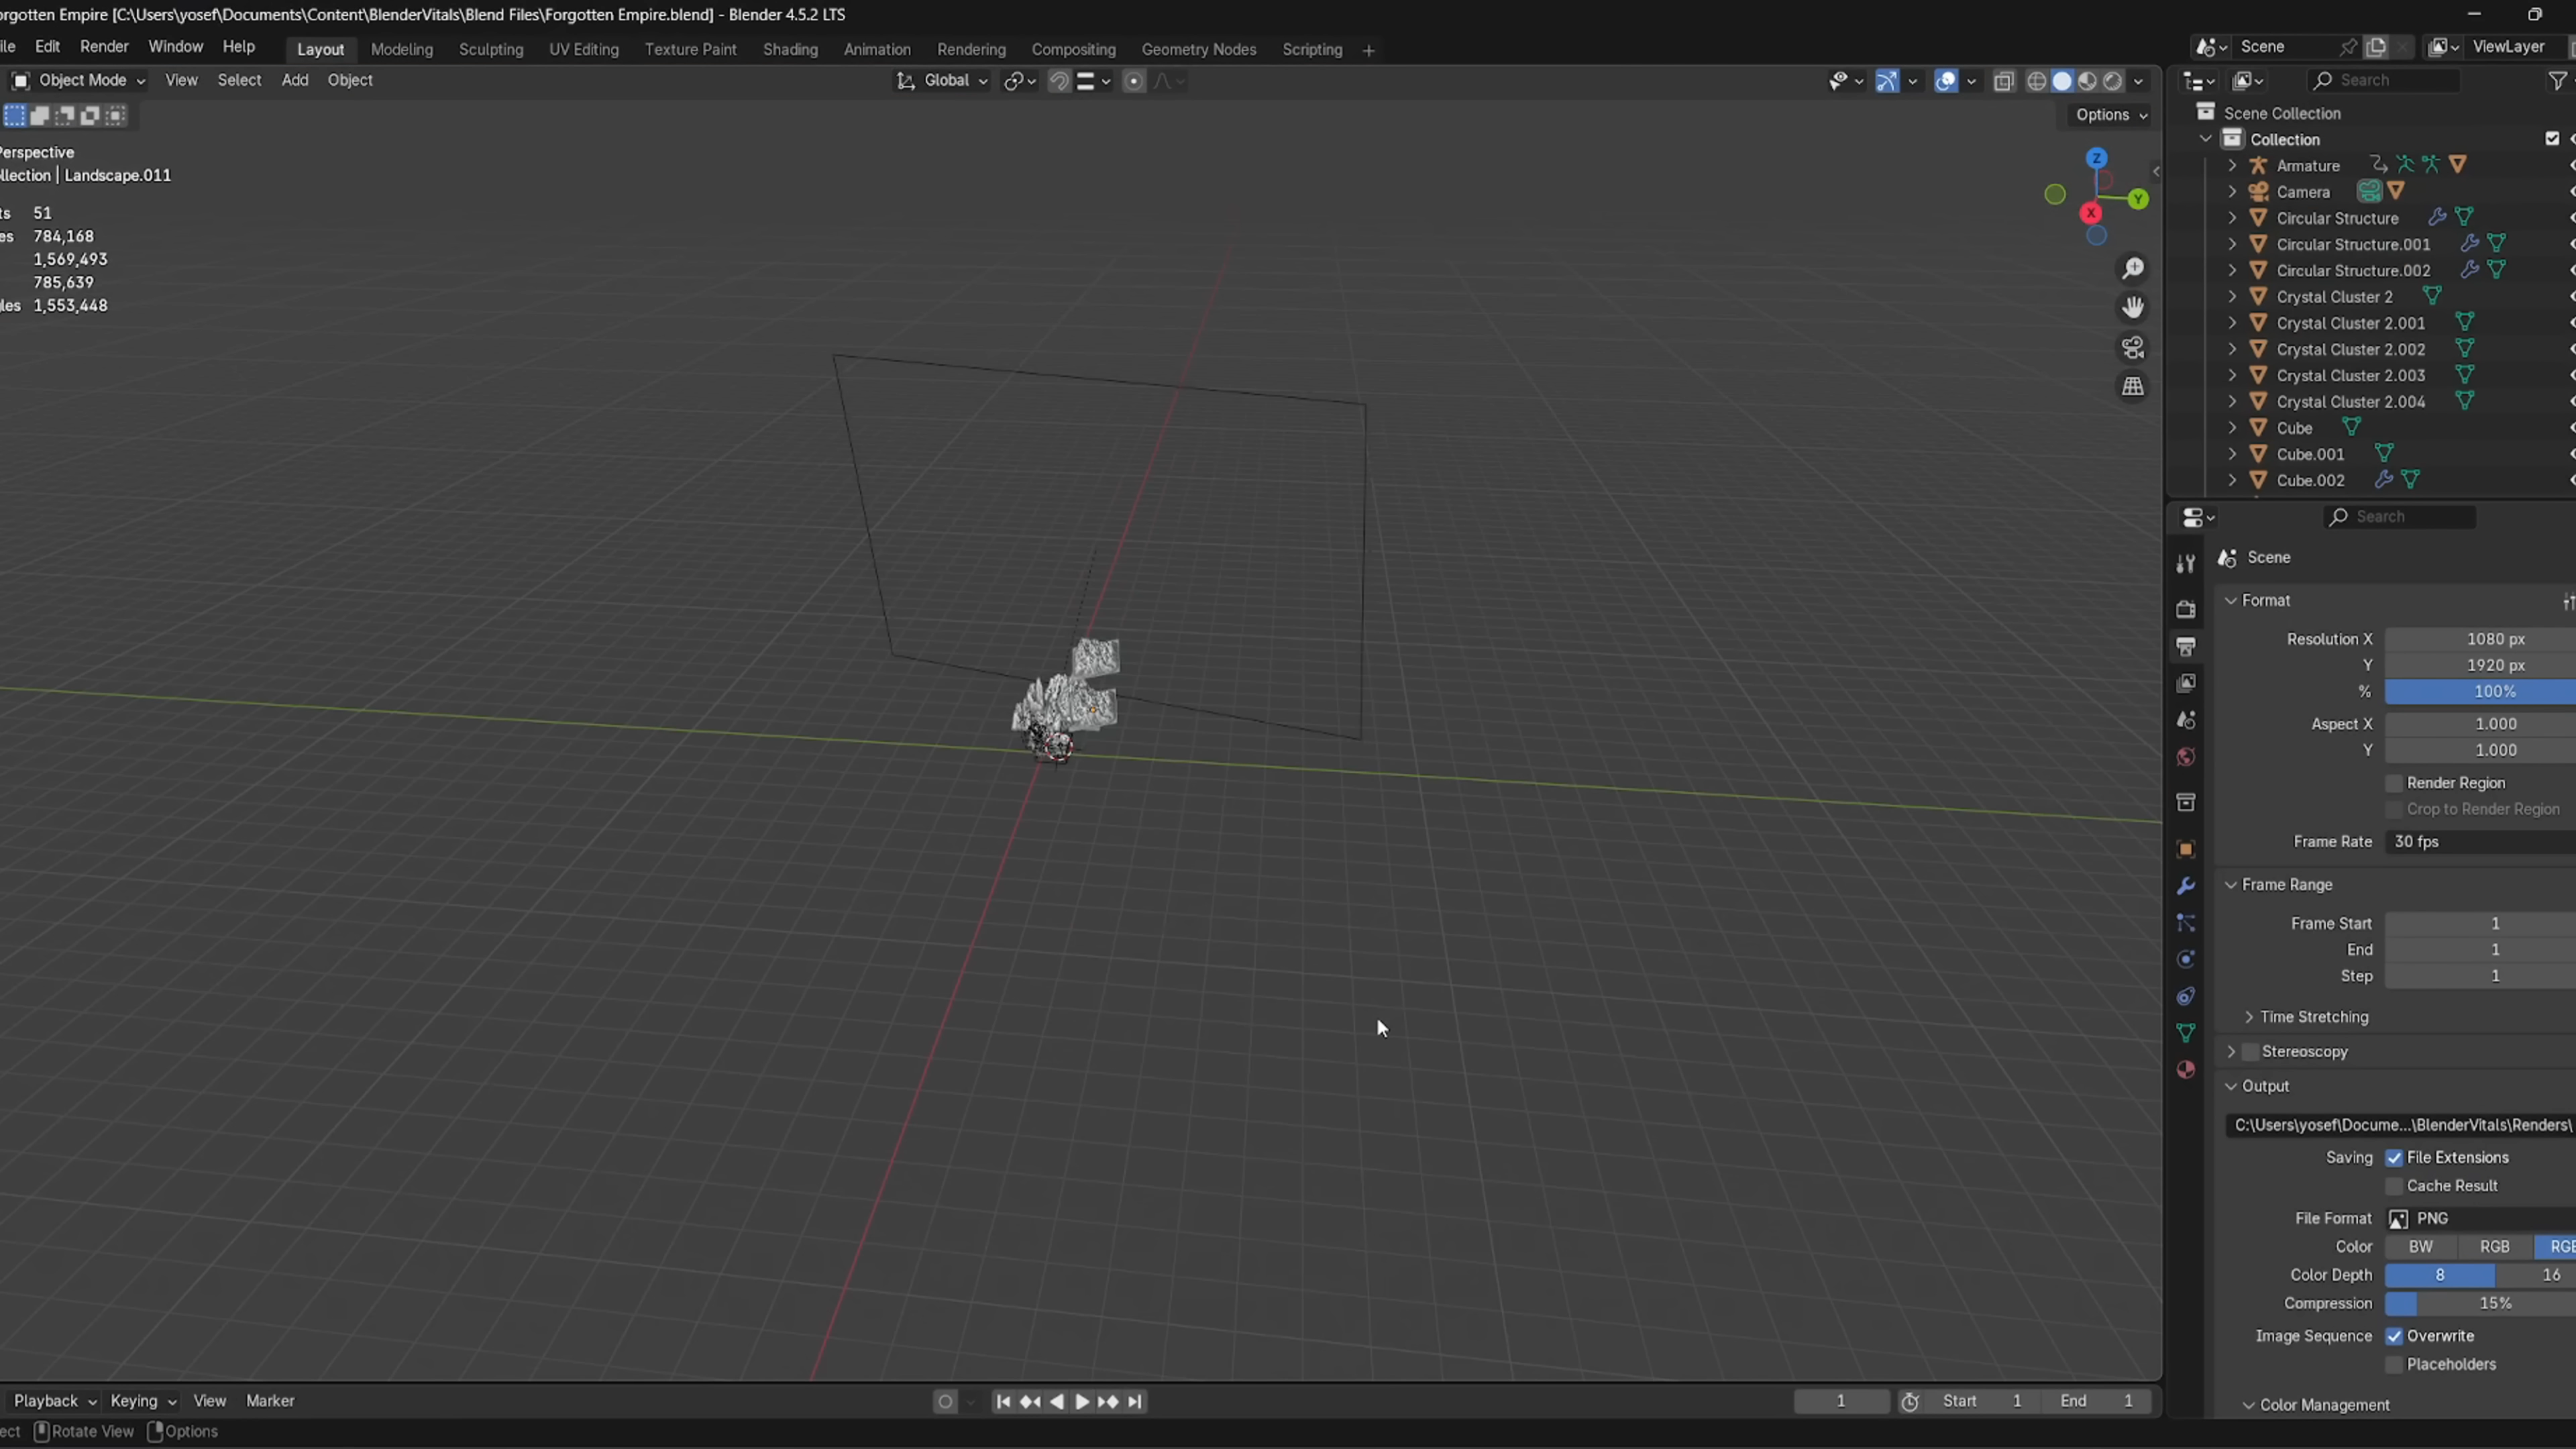 orgotten Empire [C:\Users\yosef\Documents\Content\BlenderVitals\Blend Files\Forgotten Empire.blend] - Blender 4.5.2 LTS
ile Edit Render Window Help Layout Modeling Sculpting UV Editing Texture Paint Shading Animation Rendering Compositing Geometry Nodes Scripting + Scene ViewLayer
Object Mode View Select Add Object Global Search
Options
Perspective
llection | Landscape.011
ts 51
es 784,168
1,569,493
785,639
les 1,553,448
Z
Y
X
Scene Collection
Collection
Armature
Camera
Circular Structure
Circular Structure.001
Circular Structure.002
Crystal Cluster 2
Crystal Cluster 2.001
Crystal Cluster 2.002
Crystal Cluster 2.003
Crystal Cluster 2.004
Cube
Cube.001
Cube.002
Search
Scene
Format
Resolution X 1080 px
Y 1920 px
% 100%
Aspect X 1.000
Y 1.000
Render Region
Crop to Render Region
Frame Rate 30 fps
Frame Range
Frame Start 1
End 1
Step 1
Time Stretching
Stereoscopy
Output
C:\Users\yosef\Docume...\BlenderVitals\Renders\
Saving File Extensions
Cache Result
File Format PNG
Color BW RGB RGB
Color Depth 8 16
Compression 15%
Image Sequence Overwrite
Placeholders
Color Management
Playback Keying View Marker 1 Start 1 End 1
ect Rotate View Options